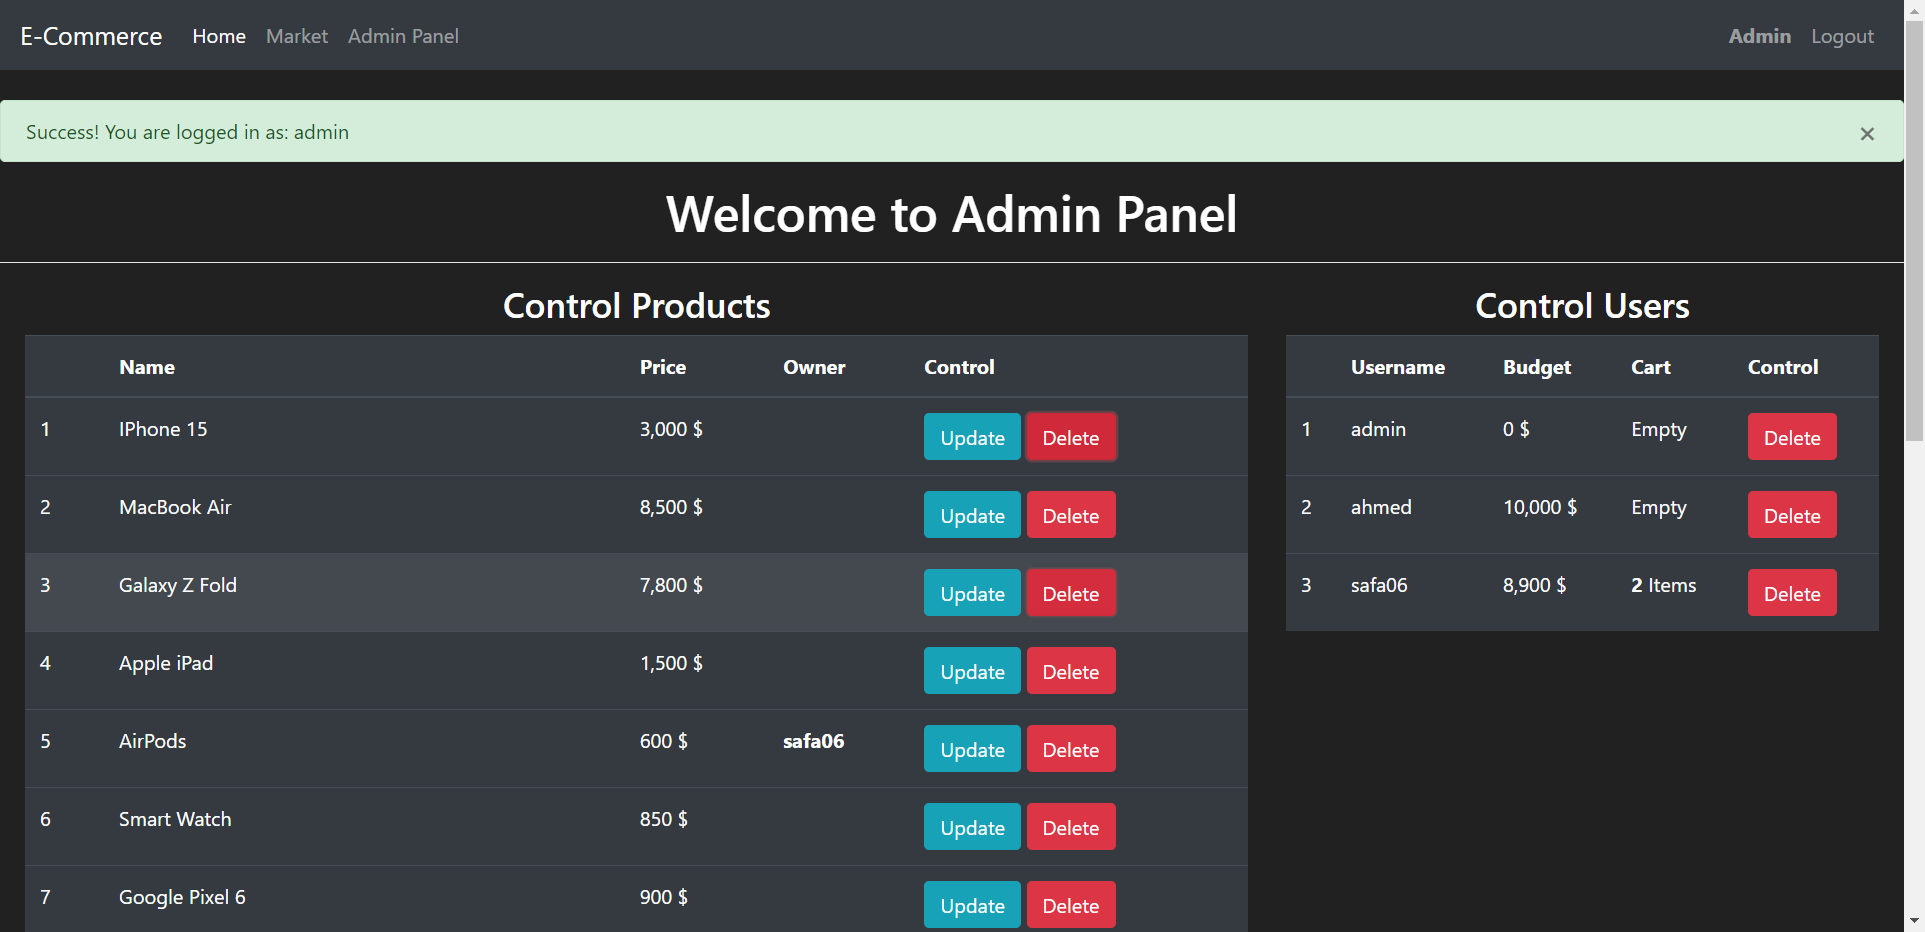 E-Commerce Home Market Admin Panel Admin Logout
Success! You are logged in as: admin ×
Welcome to Admin Panel
Control Products
Name Price Owner Control
1 IPhone 15 3,000 $ Update Delete
2 MacBook Air 8,500 $ Update Delete
3 Galaxy Z Fold 7,800 $ Update Delete
4 Apple iPad 1,500 $ Update Delete
5 AirPods 600 $ safa06 Update Delete
6 Smart Watch 850 $ Update Delete
7 Google Pixel 6 900 $ Update Delete
Control Users
Username Budget Cart Control
1 admin 0 $ Empty Delete
2 ahmed 10,000 $ Empty Delete
3 safa06 8,900 $ 2 Items Delete